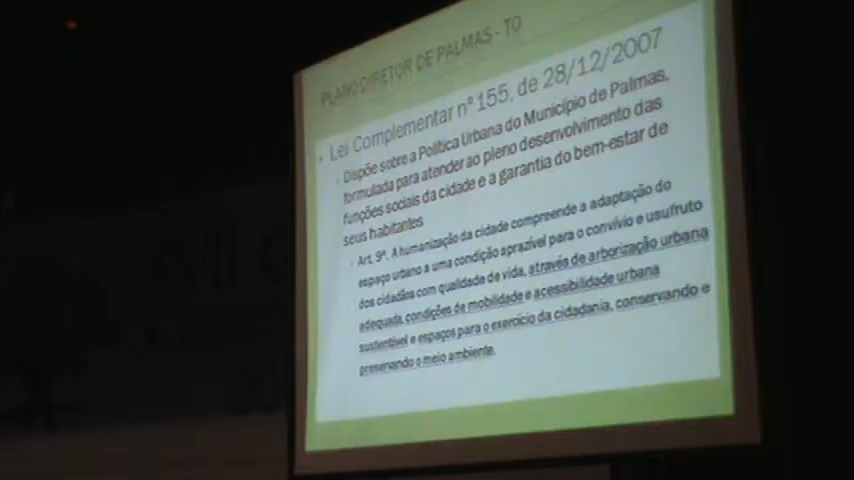 PLANO DIRETOR DE PALMAS - TO
Lei Complementar nº 155, de 28/12/2007
Dispõe sobre a Política Urbana do Município de Palmas,
formulada para atender ao pleno desenvolvimento das
funções sociais da cidade e a garantia do bem-estar de
seus habitantes
Art. 9º. A humanização da cidade compreende a adaptação do
espaço urbano a uma condição aprazível para o convívio e usufruto
dos cidadãos com qualidade de vida, através de arborização urbana
adequada, condições de mobilidade e acessibilidade urbana
sustentável e espaços para o exercício da cidadania, conservando e
preservando o meio ambiente.